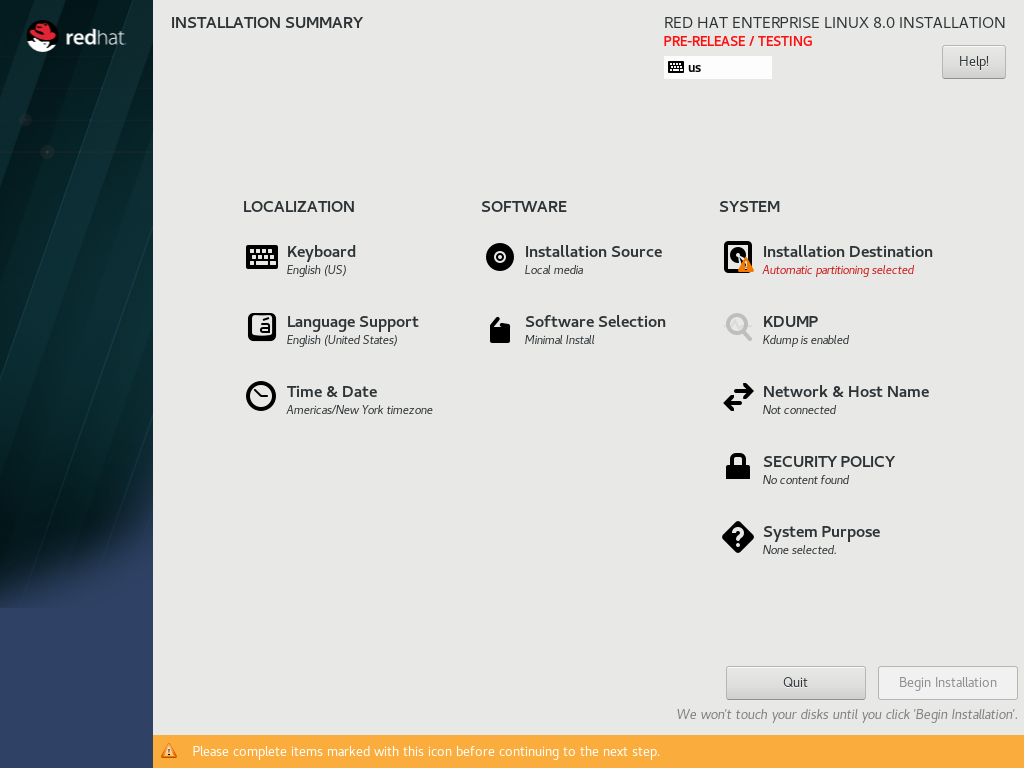 redhat.
INSTALLATION SUMMARY
RED HAT ENTERPRISE LINUX 8.0 INSTALLATION
PRE-RELEASE / TESTING
us
Help!
LOCALIZATION
Keyboard
English (US)
Language Support
English (United States)
Time & Date
Americas/New York timezone
SOFTWARE
Installation Source
Local media
Software Selection
Minimal Install
SYSTEM
Installation Destination
Automatic partitioning selected
KDUMP
Kdump is enabled
Network & Host Name
Not connected
SECURITY POLICY
No content found
System Purpose
None selected.
Quit
Begin Installation
We won't touch your disks until you click 'Begin Installation'.
Please complete items marked with this icon before continuing to the next step.